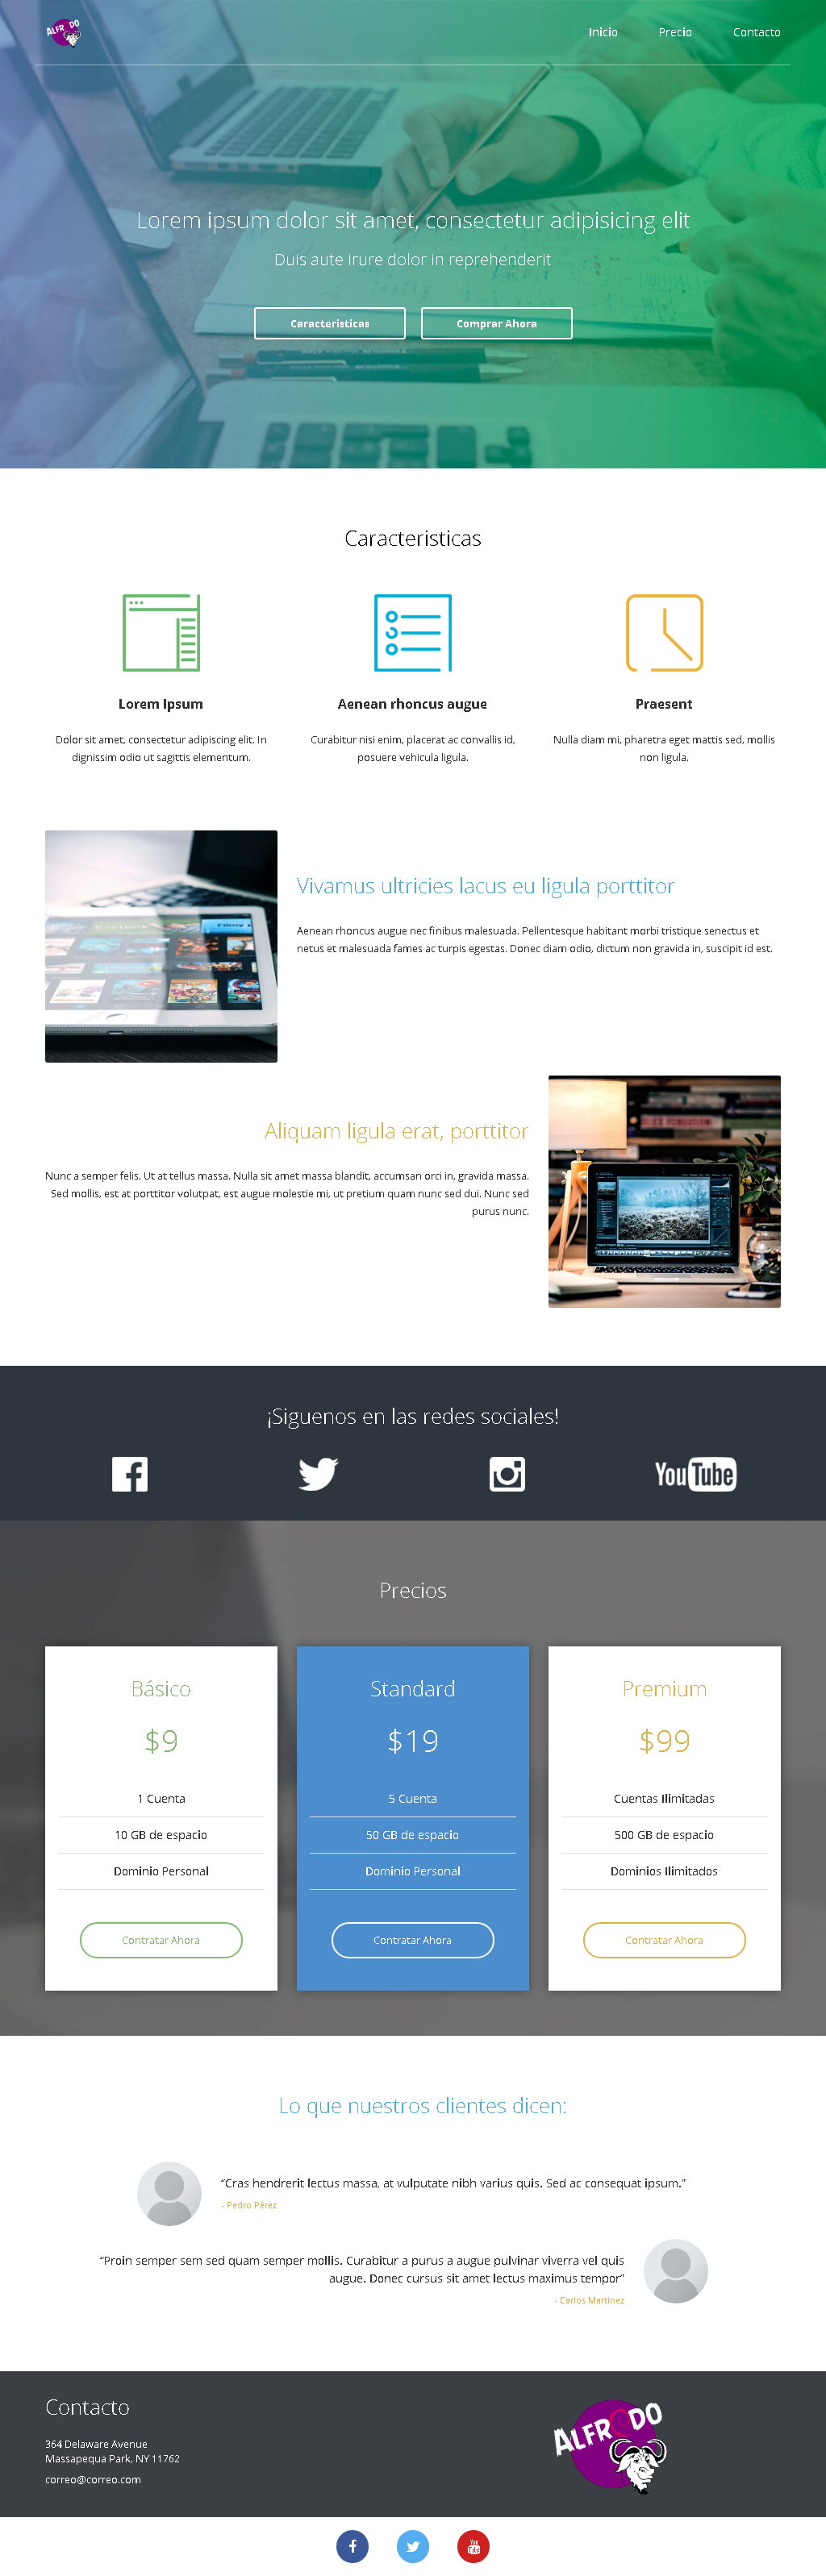 ALFREDO
Inicio Precio Contacto
Lorem ipsum dolor sit amet, consectetur adipisicing elit
Duis aute irure dolor in reprehenderit
Caracteristicas Comprar Ahora
Caracteristicas
Lorem Ipsum
Dolor sit amet, consectetur adipiscing elit. In
dignissim odio ut sagittis elementum.
Aenean rhoncus augue
Curabitur nisi enim, placerat ac convallis id,
posuere vehicula ligula.
Praesent
Nulla diam mi, pharetra eget mattis sed, mollis
non ligula.
Vivamus ultricies lacus eu ligula porttitor
Aenean rhoncus augue nec finibus malesuada. Pellentesque habitant morbi tristique senectus et
netus et malesuada fames ac turpis egestas. Donec diam odio, dictum non gravida in, suscipit id est.
Aliquam ligula erat, porttitor
Nunc a semper felis. Ut at tellus massa. Nulla sit amet massa blandit, accumsan orci in, gravida massa.
Sed mollis, est at porttitor volutpat, est augue molestie mi, ut pretium quam nunc sed dui. Nunc sed
purus nunc.
¡Siguenos en las redes sociales!
YouTube
Precios
Básico
$9
1 Cuenta
10 GB de espacio
Dominio Personal
Contratar Ahora
Standard
$19
5 Cuenta
50 GB de espacio
Dominio Personal
Contratar Ahora
Premium
$99
Cuentas Ilimitadas
500 GB de espacio
Dominios Ilimitados
Contratar Ahora
Lo que nuestros clientes dicen:
“Cras hendrerit lectus massa, at vulputate nibh varius quis. Sed ac consequat ipsum.”
- Pedro Pérez
“Proin semper sem sed quam semper mollis. Curabitur a purus a augue pulvinar viverra vel quis
augue. Donec cursus sit amet lectus maximus tempor”
- Carlos Martinez
Contacto
364 Delaware Avenue
Massapequa Park, NY 11762
correo@correo.com
ALFREDO
You Tube